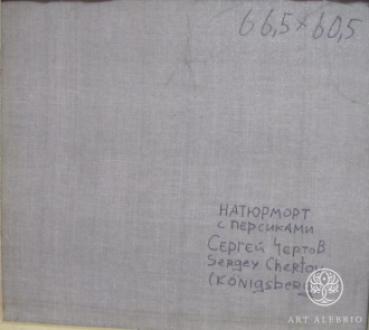 66,5×60,5
НАТЮРМОРТ
С ПЕРСИКАМИ
СЕРГЕЙ ЧЕРТОВ
Sergey Chertov
(Königsberg
ART ALEBRIO